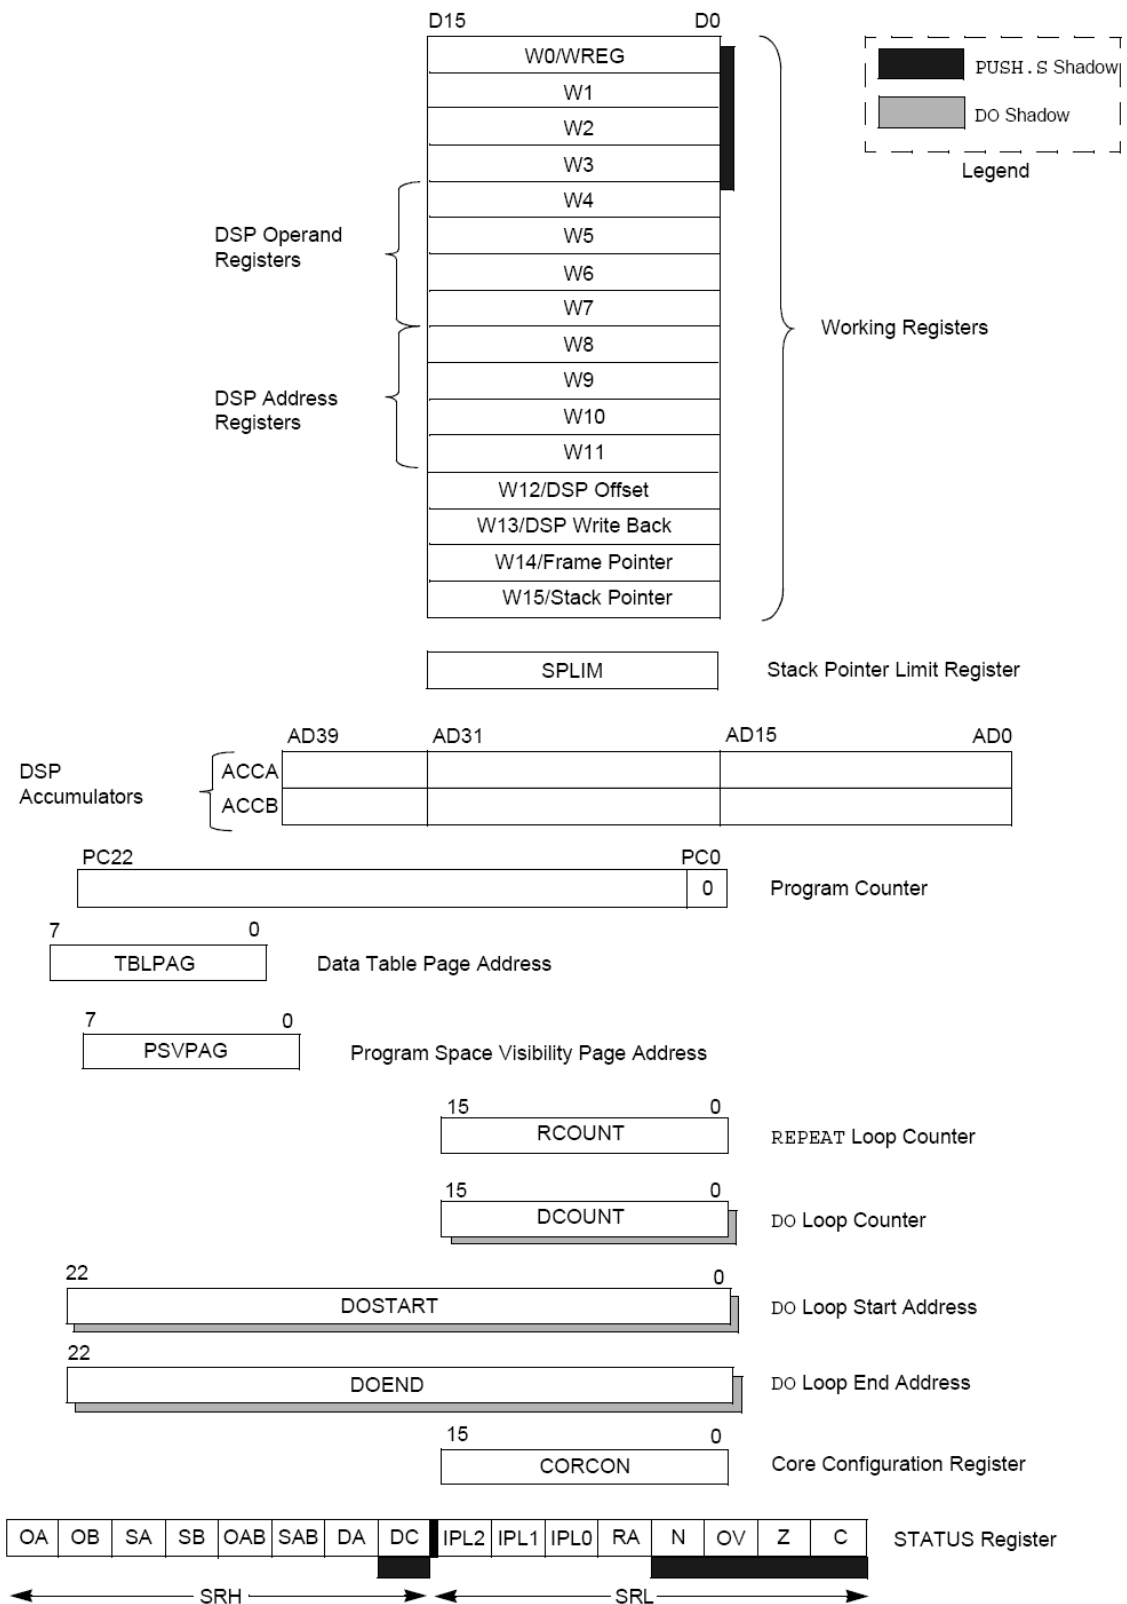 D15 D0
W0/WREG
W1
W2
W3
W4
W5
W6
W7
W8
W9
W10
W11
W12/DSP Offset
W13/DSP Write Back
W14/Frame Pointer
W15/Stack Pointer
PUSH.S Shadow
DO Shadow
Legend
DSP Operand
Registers
DSP Address
Registers
Working Registers
SPLIM
Stack Pointer Limit Register
AD39 AD31 AD15 AD0
DSP
Accumulators
ACCA
ACCB
PC22 PC0
0
Program Counter
7 0
TBLPAG
Data Table Page Address
7 0
PSVPAG
Program Space Visibility Page Address
15 0
RCOUNT
REPEAT Loop Counter
15 0
DCOUNT
DO Loop Counter
22 0
DOSTART
DO Loop Start Address
22
DOEND
DO Loop End Address
15 0
CORCON
Core Configuration Register
OA OB SA SB OAB SAB DA DC IPL2 IPL1 IPL0 RA N OV Z C
STATUS Register
SRH SRL